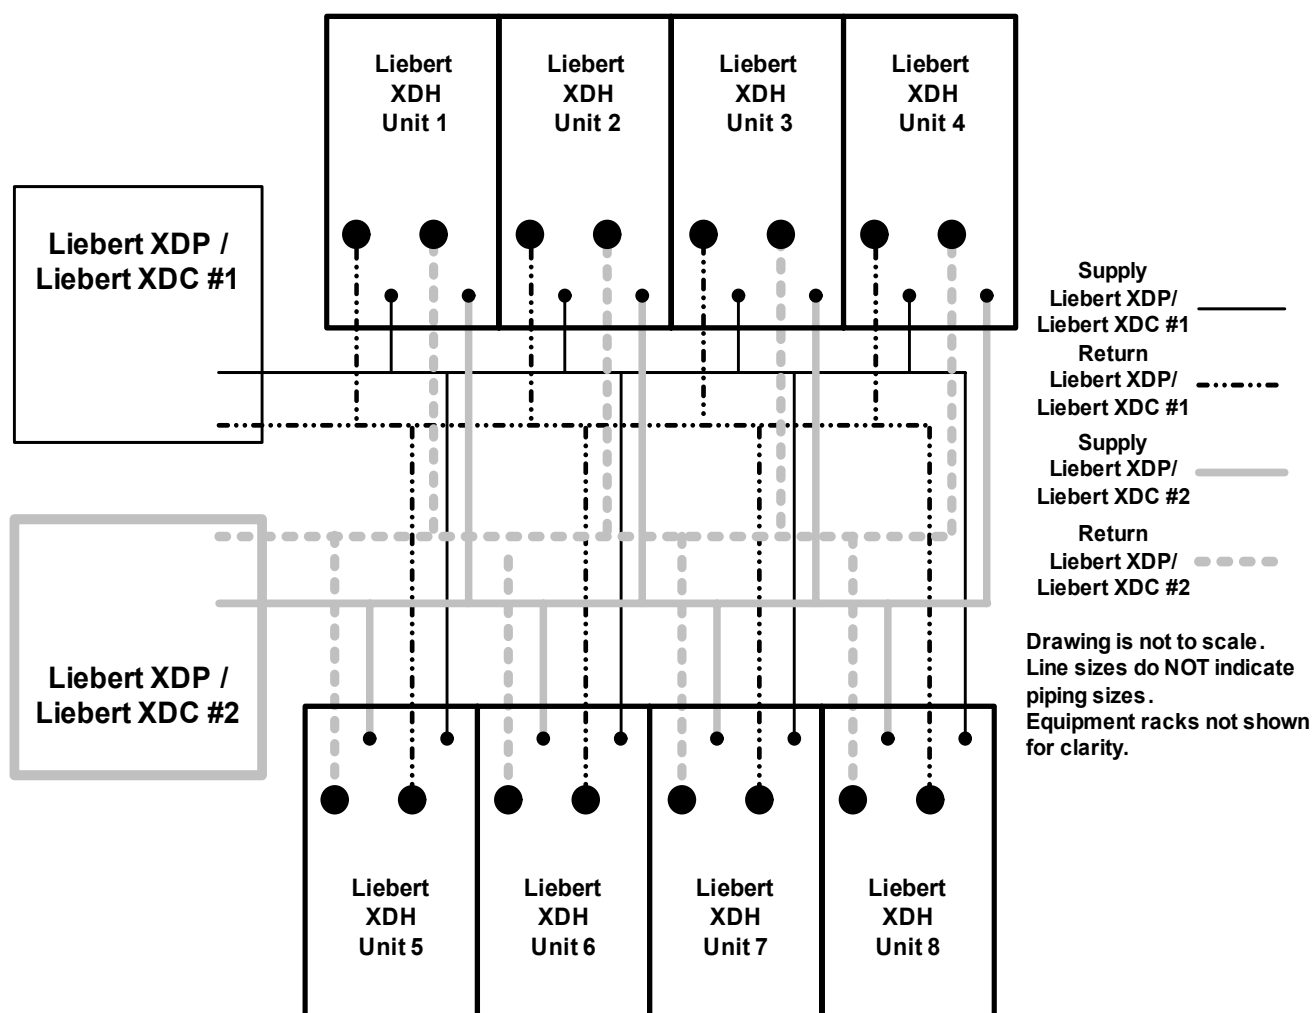 Liebert
XDH
Unit 1
Liebert
XDH
Unit 2
Liebert
XDH
Unit 3
Liebert
XDH
Unit 4
Liebert XDP /
Liebert XDC #1
Supply
Liebert XDP/
Liebert XDC #1
Return
Liebert XDP/
Liebert XDC #1
Supply
Liebert XDP/
Liebert XDC #2
Return
Liebert XDP/
Liebert XDC #2
Drawing is not to scale.
Line sizes do NOT indicate
piping sizes.
Equipment racks not shown
for clarity.
Liebert XDP /
Liebert XDC #2
Liebert
XDH
Unit 5
Liebert
XDH
Unit 6
Liebert
XDH
Unit 7
Liebert
XDH
Unit 8